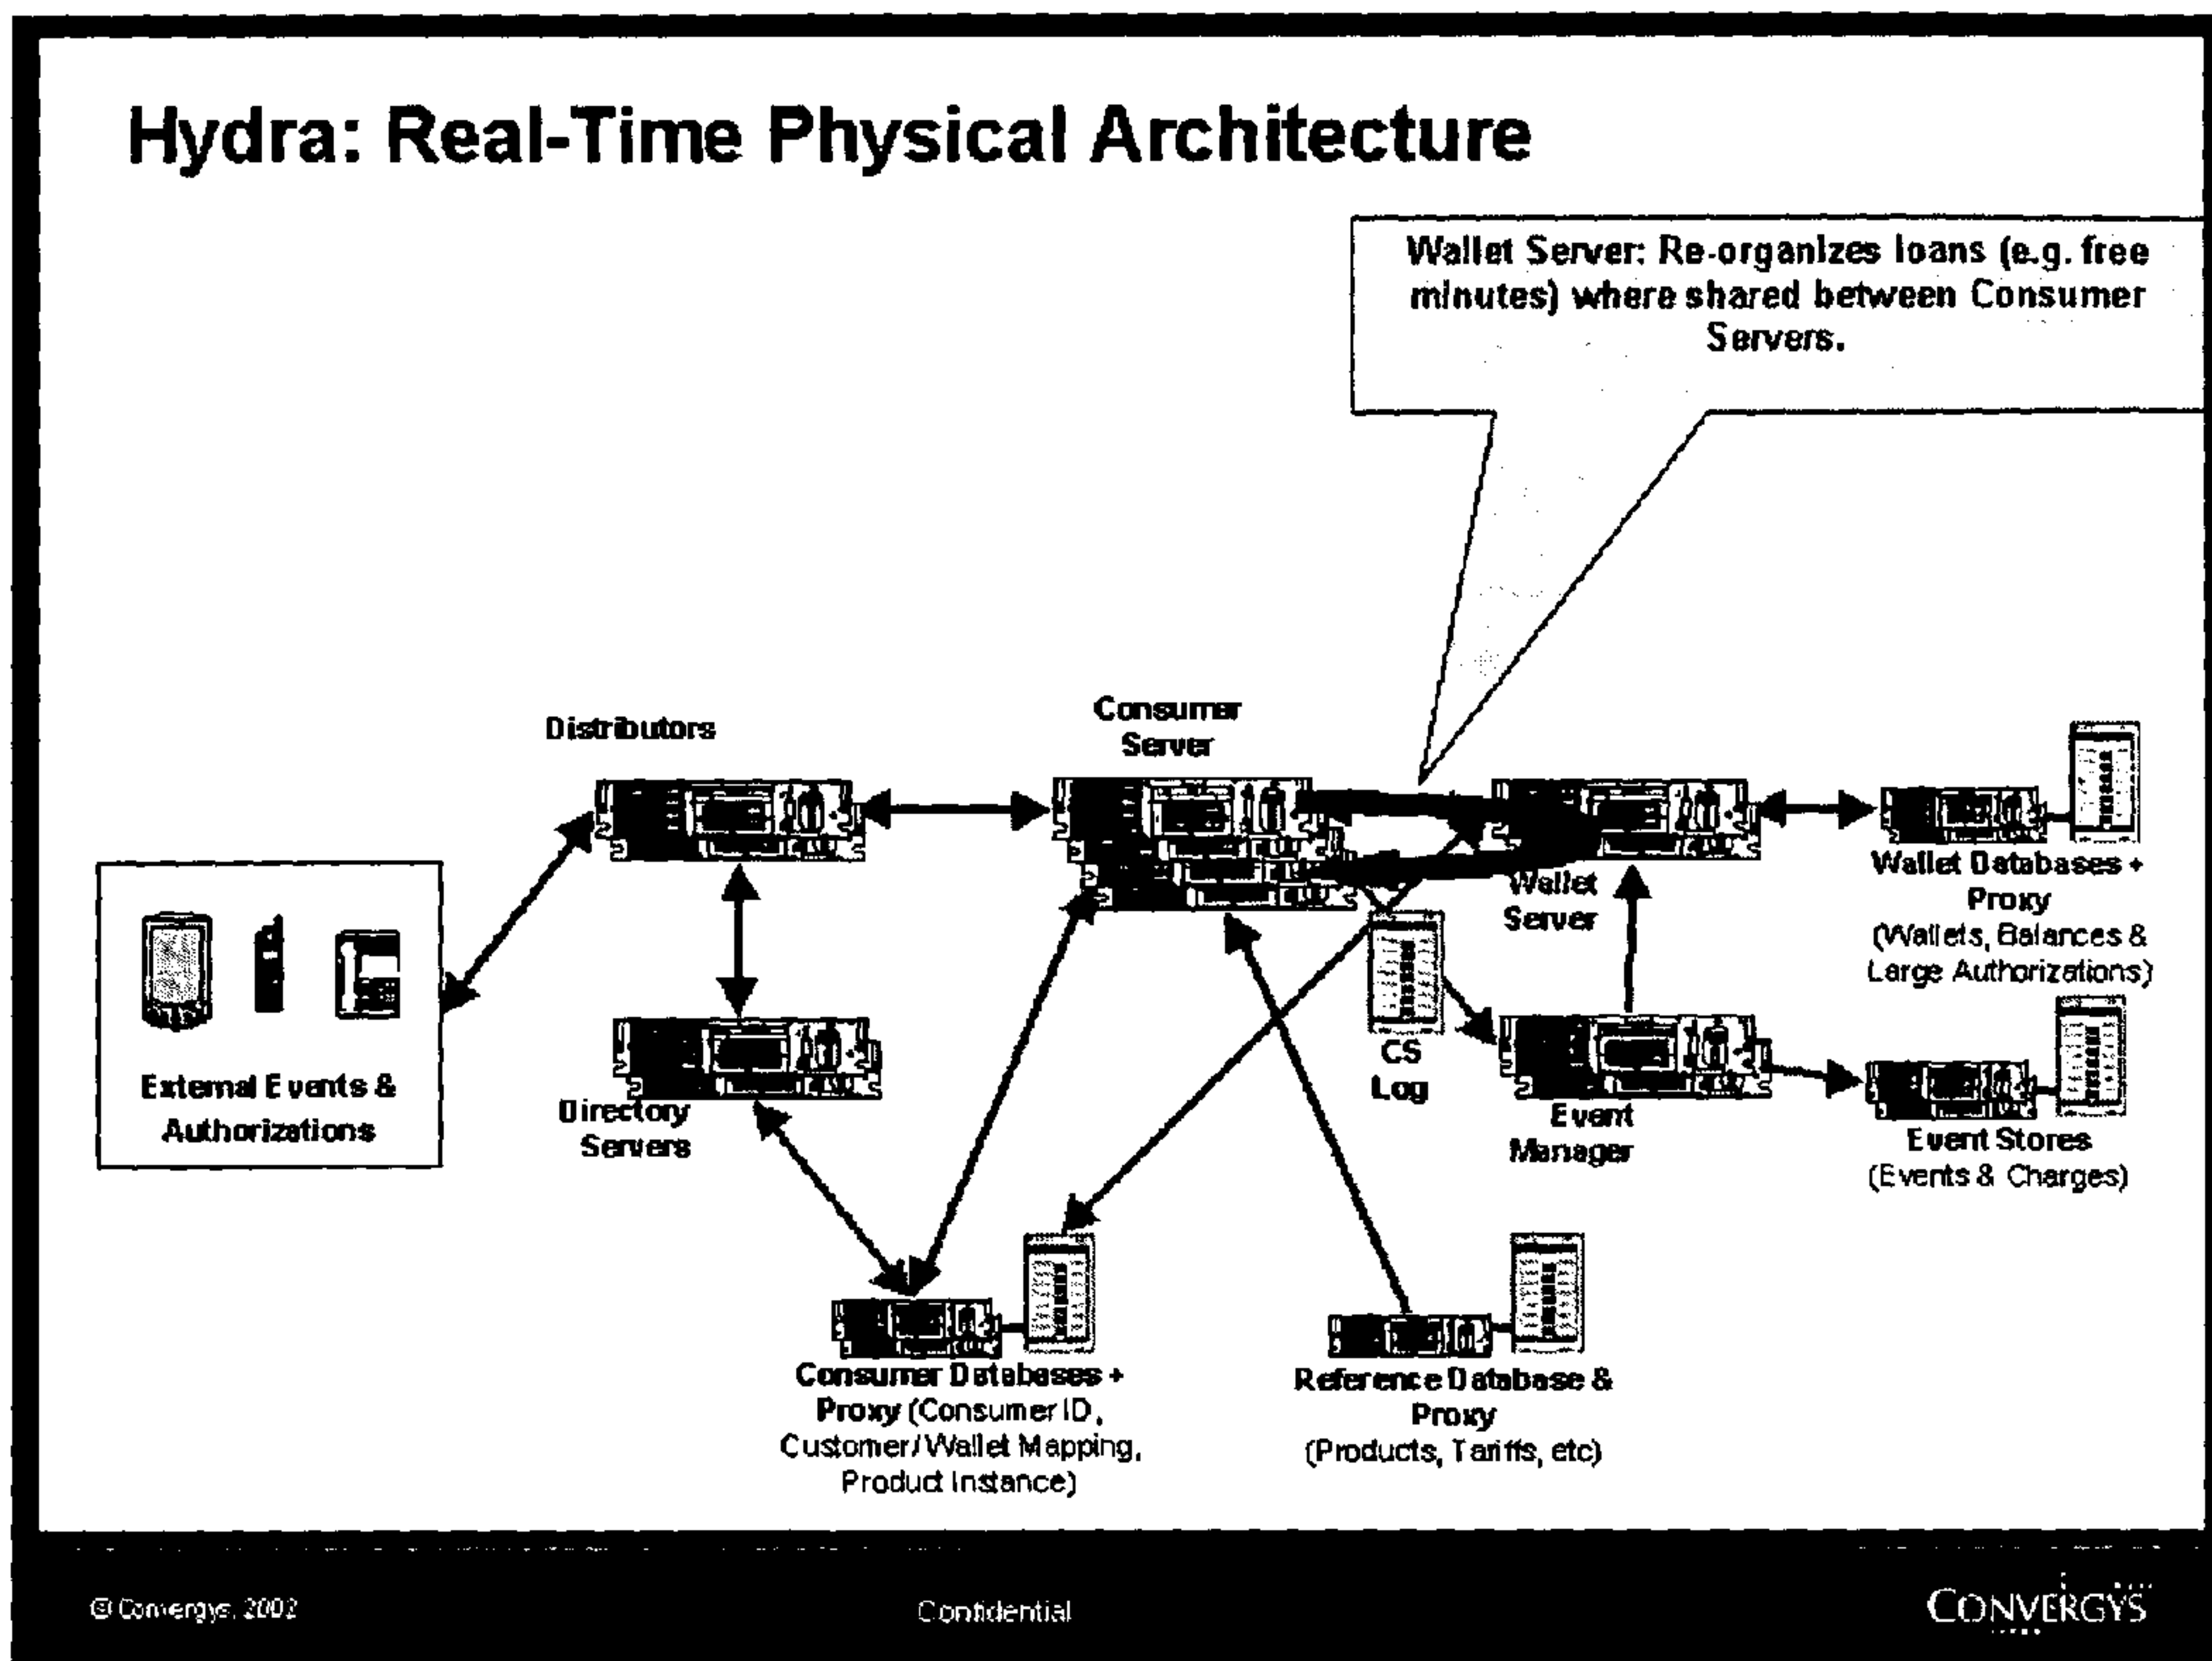 Hydra: Real-Time Physical Architecture
Wallet Server: Re-organizes loans (e.g. free
minutes) where shared between Consumer
Servers.
Distributors
Consumer
Server
Wallet
Server
Wallet Databases +
Proxy
(Wallets, Balances &
Large Authorizations)
External Events &
Authorizations
Directory
Servers
CS
Log
Event
Manager
Event Stores
(Events & Charges)
Consumer Databases +
Proxy (Consumer ID,
Customer/Wallet Mapping,
Product Instance)
Reference Database &
Proxy
(Products, Tariffs, etc)
© Convergys, 2002
Confidential
CONVERGYS